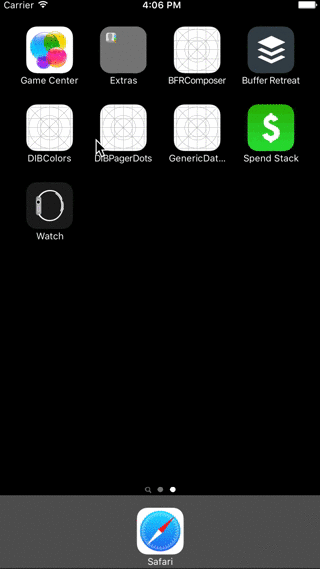 Carrier 4:06 PM
Game Center Extras BFRComposer Buffer Retreat
DIBColors DIBPagerDots GenericDat... Spend Stack
Watch
Safari